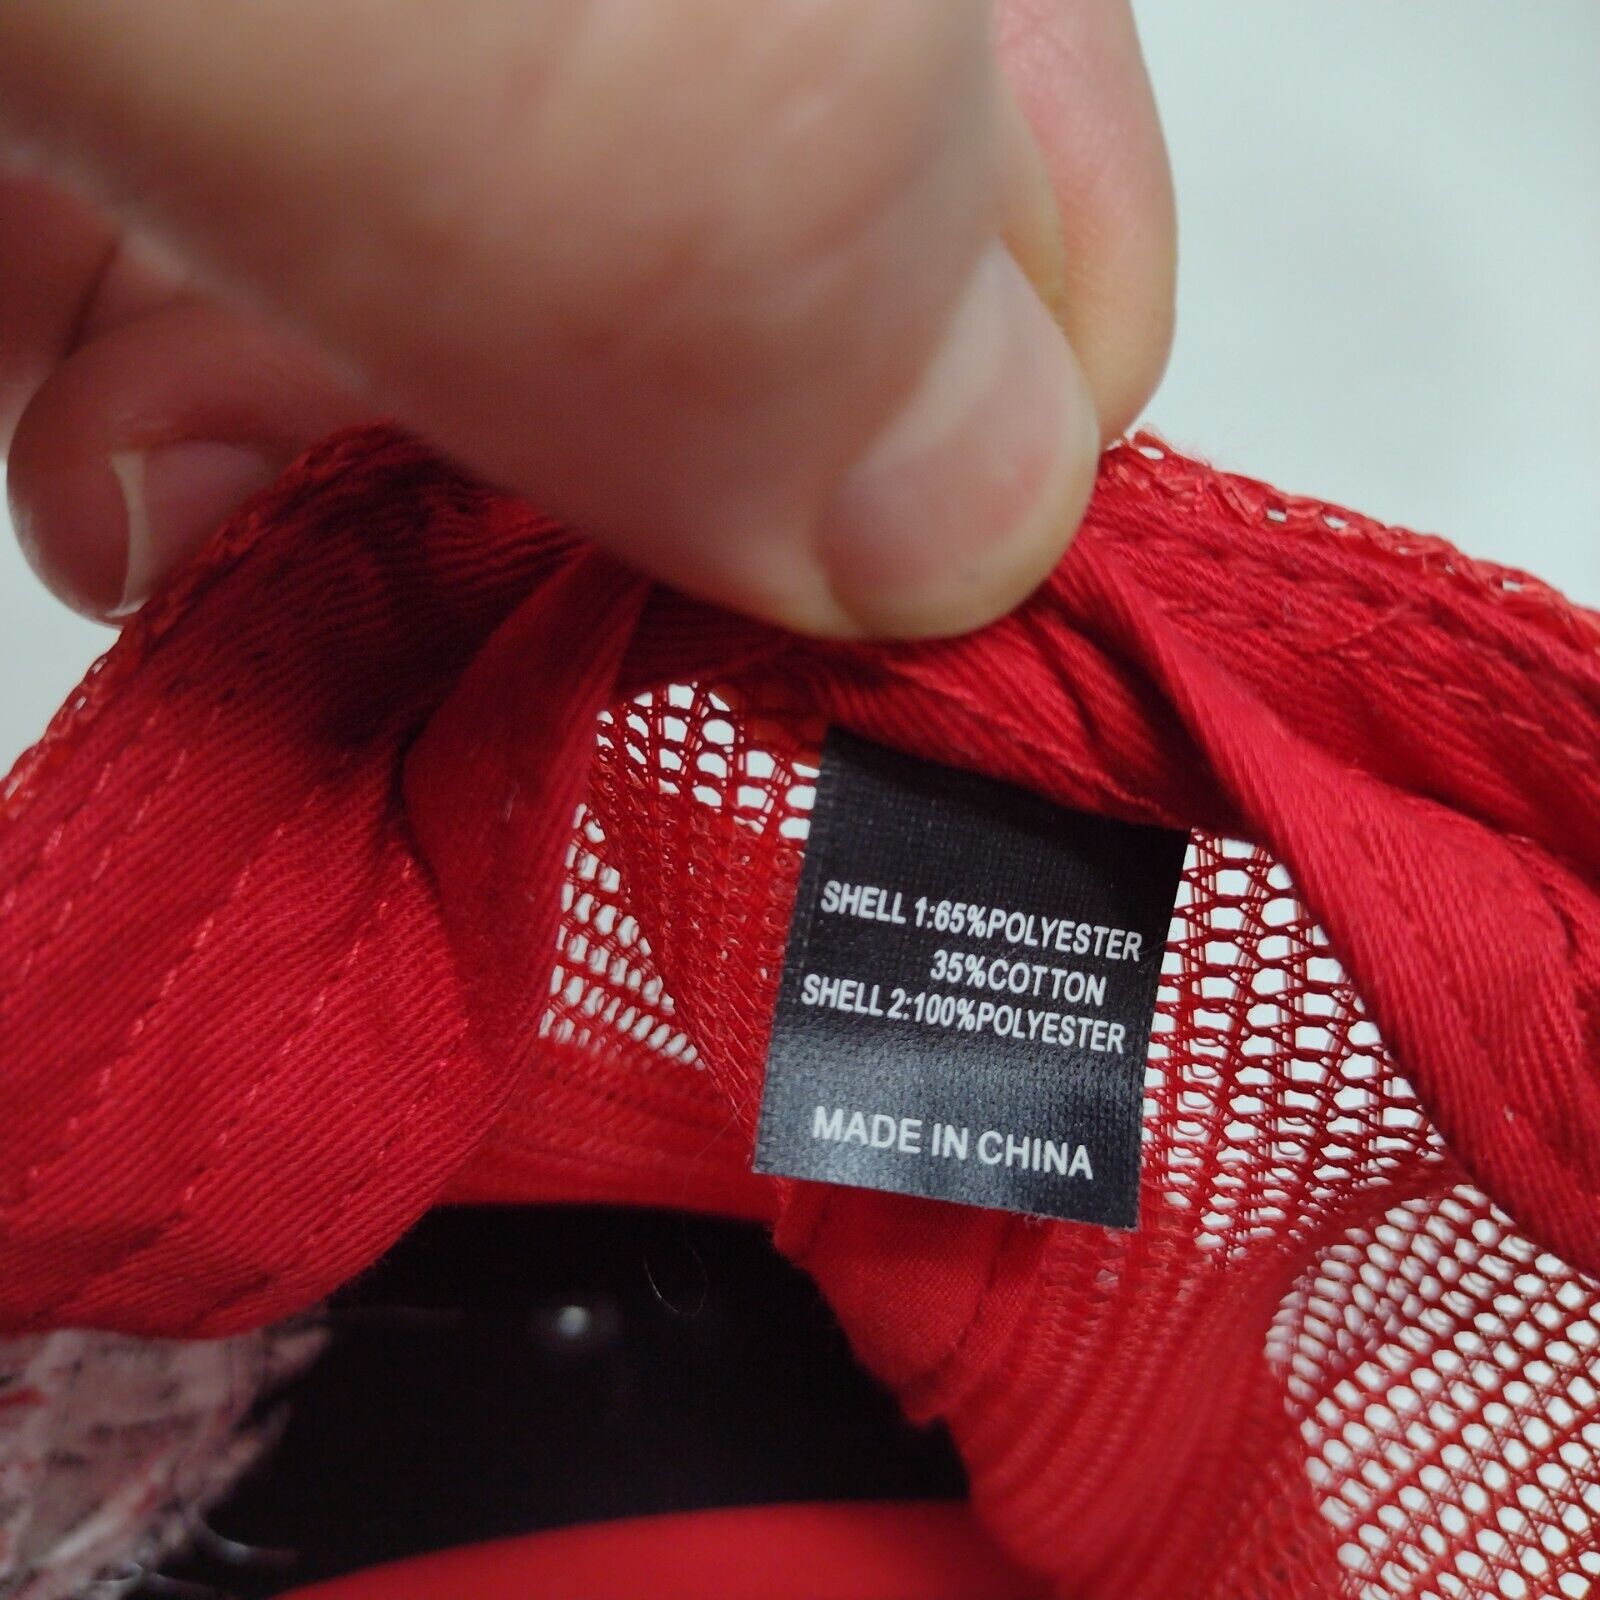 SHELL 1:65%POLYESTER
35%COTTON
SHELL 2:100%POLYESTER
MADE IN CHINA